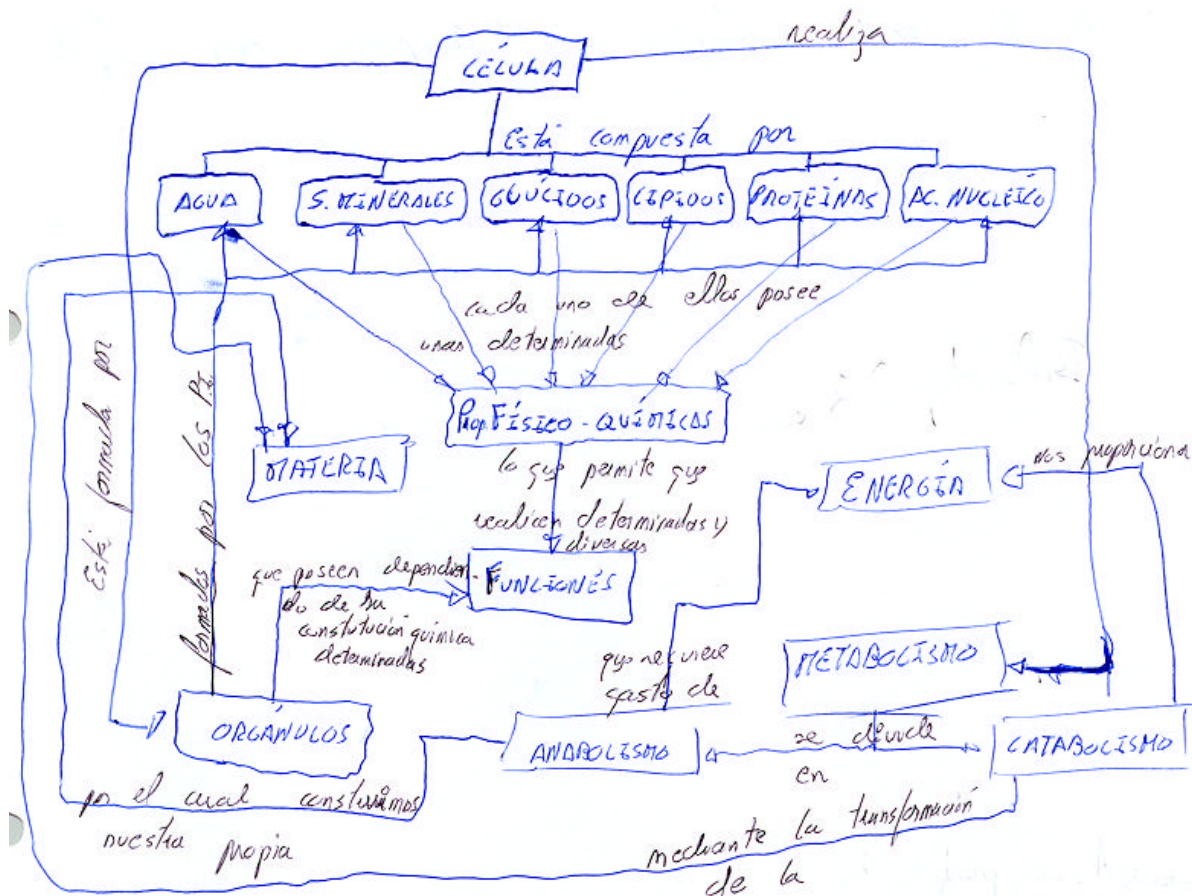 realiza
CÉLULA
Está compuesta por
AGUA
S. MINERALES
GLÚCIDOS
LÍPIDOS
PROTEÍNAS
AC. NUCLEÍCO
cada uno de ellos posee
unas determinadas
Prop. FÍSICO - QUÍMICAS
MATERIA
lo que permite que
realicen determinadas y
diversas
FUNCIONES
ENERGÍA
nos proporciona
Está formada por
formados por los P.I.
que poseen dependien-
do de su
constitución química
determinadas
que requiere
gasto de
METABOLISMO
ORGÁNULOS
ANABOLISMO
se divide
en
CATABOLISMO
por el cual construimos
nuestra propia
mediante la transformación
de la